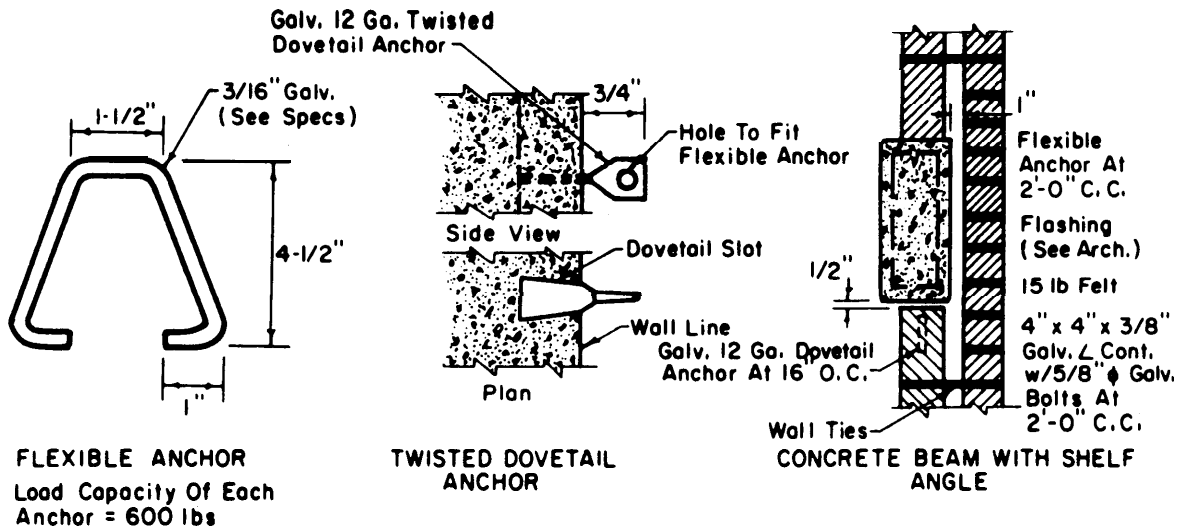 1-1/2"
3/16" Galv.
(See Specs)
4-1/2"
1"
FLEXIBLE ANCHOR
Load Capacity Of Each
Anchor = 600 lbs
Galv. 12 Ga. Twisted
Dovetail Anchor
3/4"
Hole To Fit
Flexible Anchor
Side View
Dovetail Slot
Wall Line
Plan
TWISTED DOVETAIL
ANCHOR
1"
Flexible
Anchor At
2'-0" C.C.
Flashing
(See Arch.)
15 lb Felt
4" x 4" x 3/8"
Galv. ∠ Cont.
w/5/8" ϕ Galv.
Bolts At
2'-0" C.C.
1/2"
Galv. 12 Ga. Dovetail
Anchor At 16" O.C.
Wall Ties
CONCRETE BEAM WITH SHELF
ANGLE